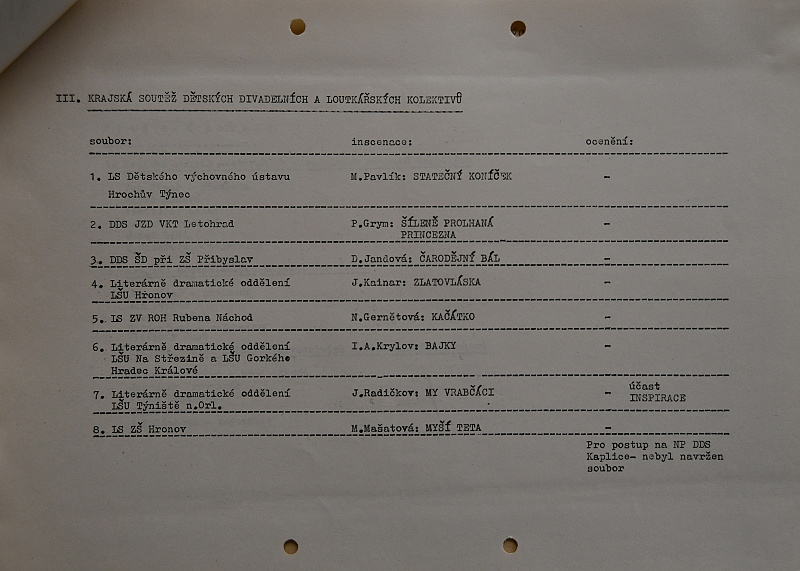 III. KRAJSKÁ SOUTĚŽ DĚTSKÝCH DIVADELNÍCH A LOUTKÁŘSKÝCH KOLEKTIVŮ
soubor: inscenace: ocenění:
1. LS Dětského výchovného ústavu M.Pavlík: STATEČNÝ KONÍČEK -
Hrochův Týnec
2. DDS JZD VKT Letohrad P.Grym: ŠÍLENĚ PROLHANÁ -
PRINCEZNA
3. DDS ŠD při ZŠ Přibyslav D.Jandová: ČARODĚJNÝ BÁL -
4. Literárně dramatické oddělení J.Kainar: ZLATOVLÁSKA -
LŠU Hronov
5. LS ZV ROH Rubena Náchod N.Gernětová: KAČÁTKO -
6. Literárně dramatické oddělení I.A.Krylov: BAJKY -
LŠU Na Střezině a LŠU Gorkého
Hradec Králové
7. Literárně dramatické oddělení J.Radičkov: MY VRABČÁCI - účast
LŠU Týniště n.Orl. INSPIRACE
8. LS ZŠ Hronov M.Mašatová: MYŠÍ TETA -
Pro postup na NP DDS
Kaplice- nebyl navržen
soubor